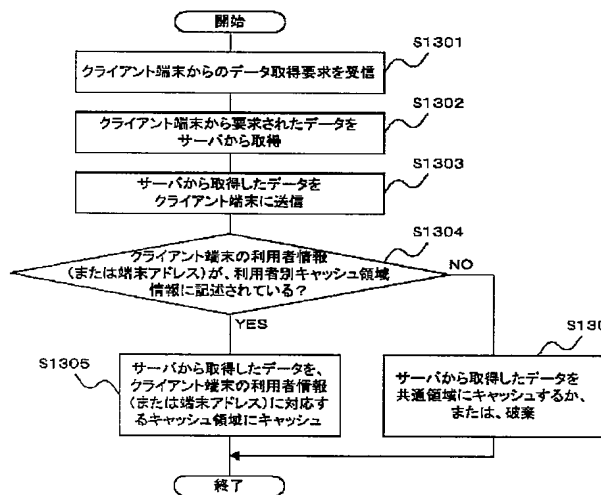 開始
S1301
クライアント端末からのデータ取得要求を受信
S1302
クライアント端末から要求されたデータを
サーバから取得
S1303
サーバから取得したデータを
クライアント端末に送信
S1304
クライアント端末の利用者情報
(または端末アドレス)が、利用者別キャッシュ領域
情報に記述されている?
NO
YES
S1305
サーバから取得したデータを、
クライアント端末の利用者情報
(または端末アドレス)に対応す
るキャッシュ領域にキャッシュ
S130
サーバから取得したデータを
共通領域にキャッシュするか、
または、破棄
終了